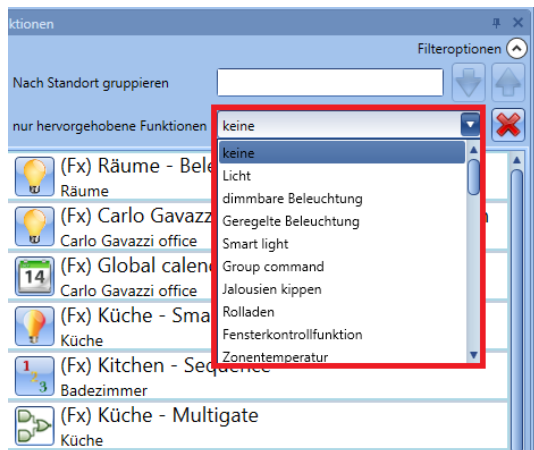 ktionen
Filteroptionen
Nach Standort gruppieren
nur hervorgehobene Funktionen keine
keine
Licht
dimmbare Beleuchtung
Geregelte Beleuchtung
Smart light
Group command
Jalousien kippen
Rolladen
Fensterkontrollfunktion
Zonentemperatur
(Fx) Räume - Bele
Räume
(Fx) Carlo Gavazz n
Carlo Gavazzi office
14 (Fx) Global calen
Carlo Gavazzi office
(Fx) Küche - Sma
Küche
1 3 (Fx) Kitchen - Sequence
Badezimmer
(Fx) Küche - Multigate
Küche